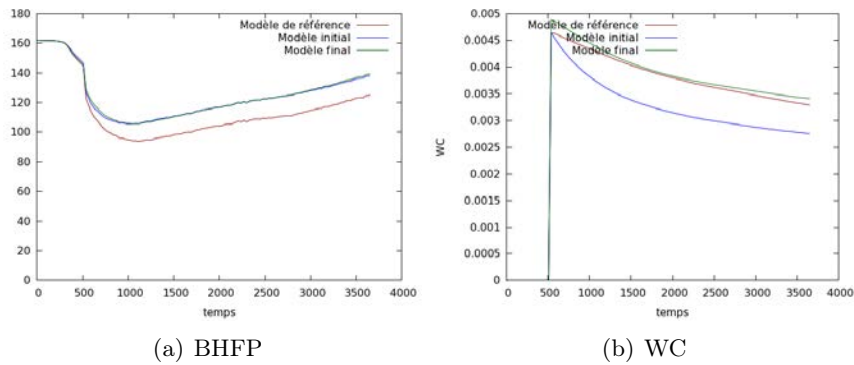 180
160
140
120
100
80
60
40
20
0
0 500 1000 1500 2000 2500 3000 3500 4000
temps
Modèle de référence
Modèle initial
Modèle final
(a) BHFP
0.005
0.0045
0.004
0.0035
0.003
0.0025
0.002
0.0015
0.001
0.0005
0
WC
0 500 1000 1500 2000 2500 3000 3500 4000
temps
Modèle de référence
Modèle initial
Modèle final
(b) WC